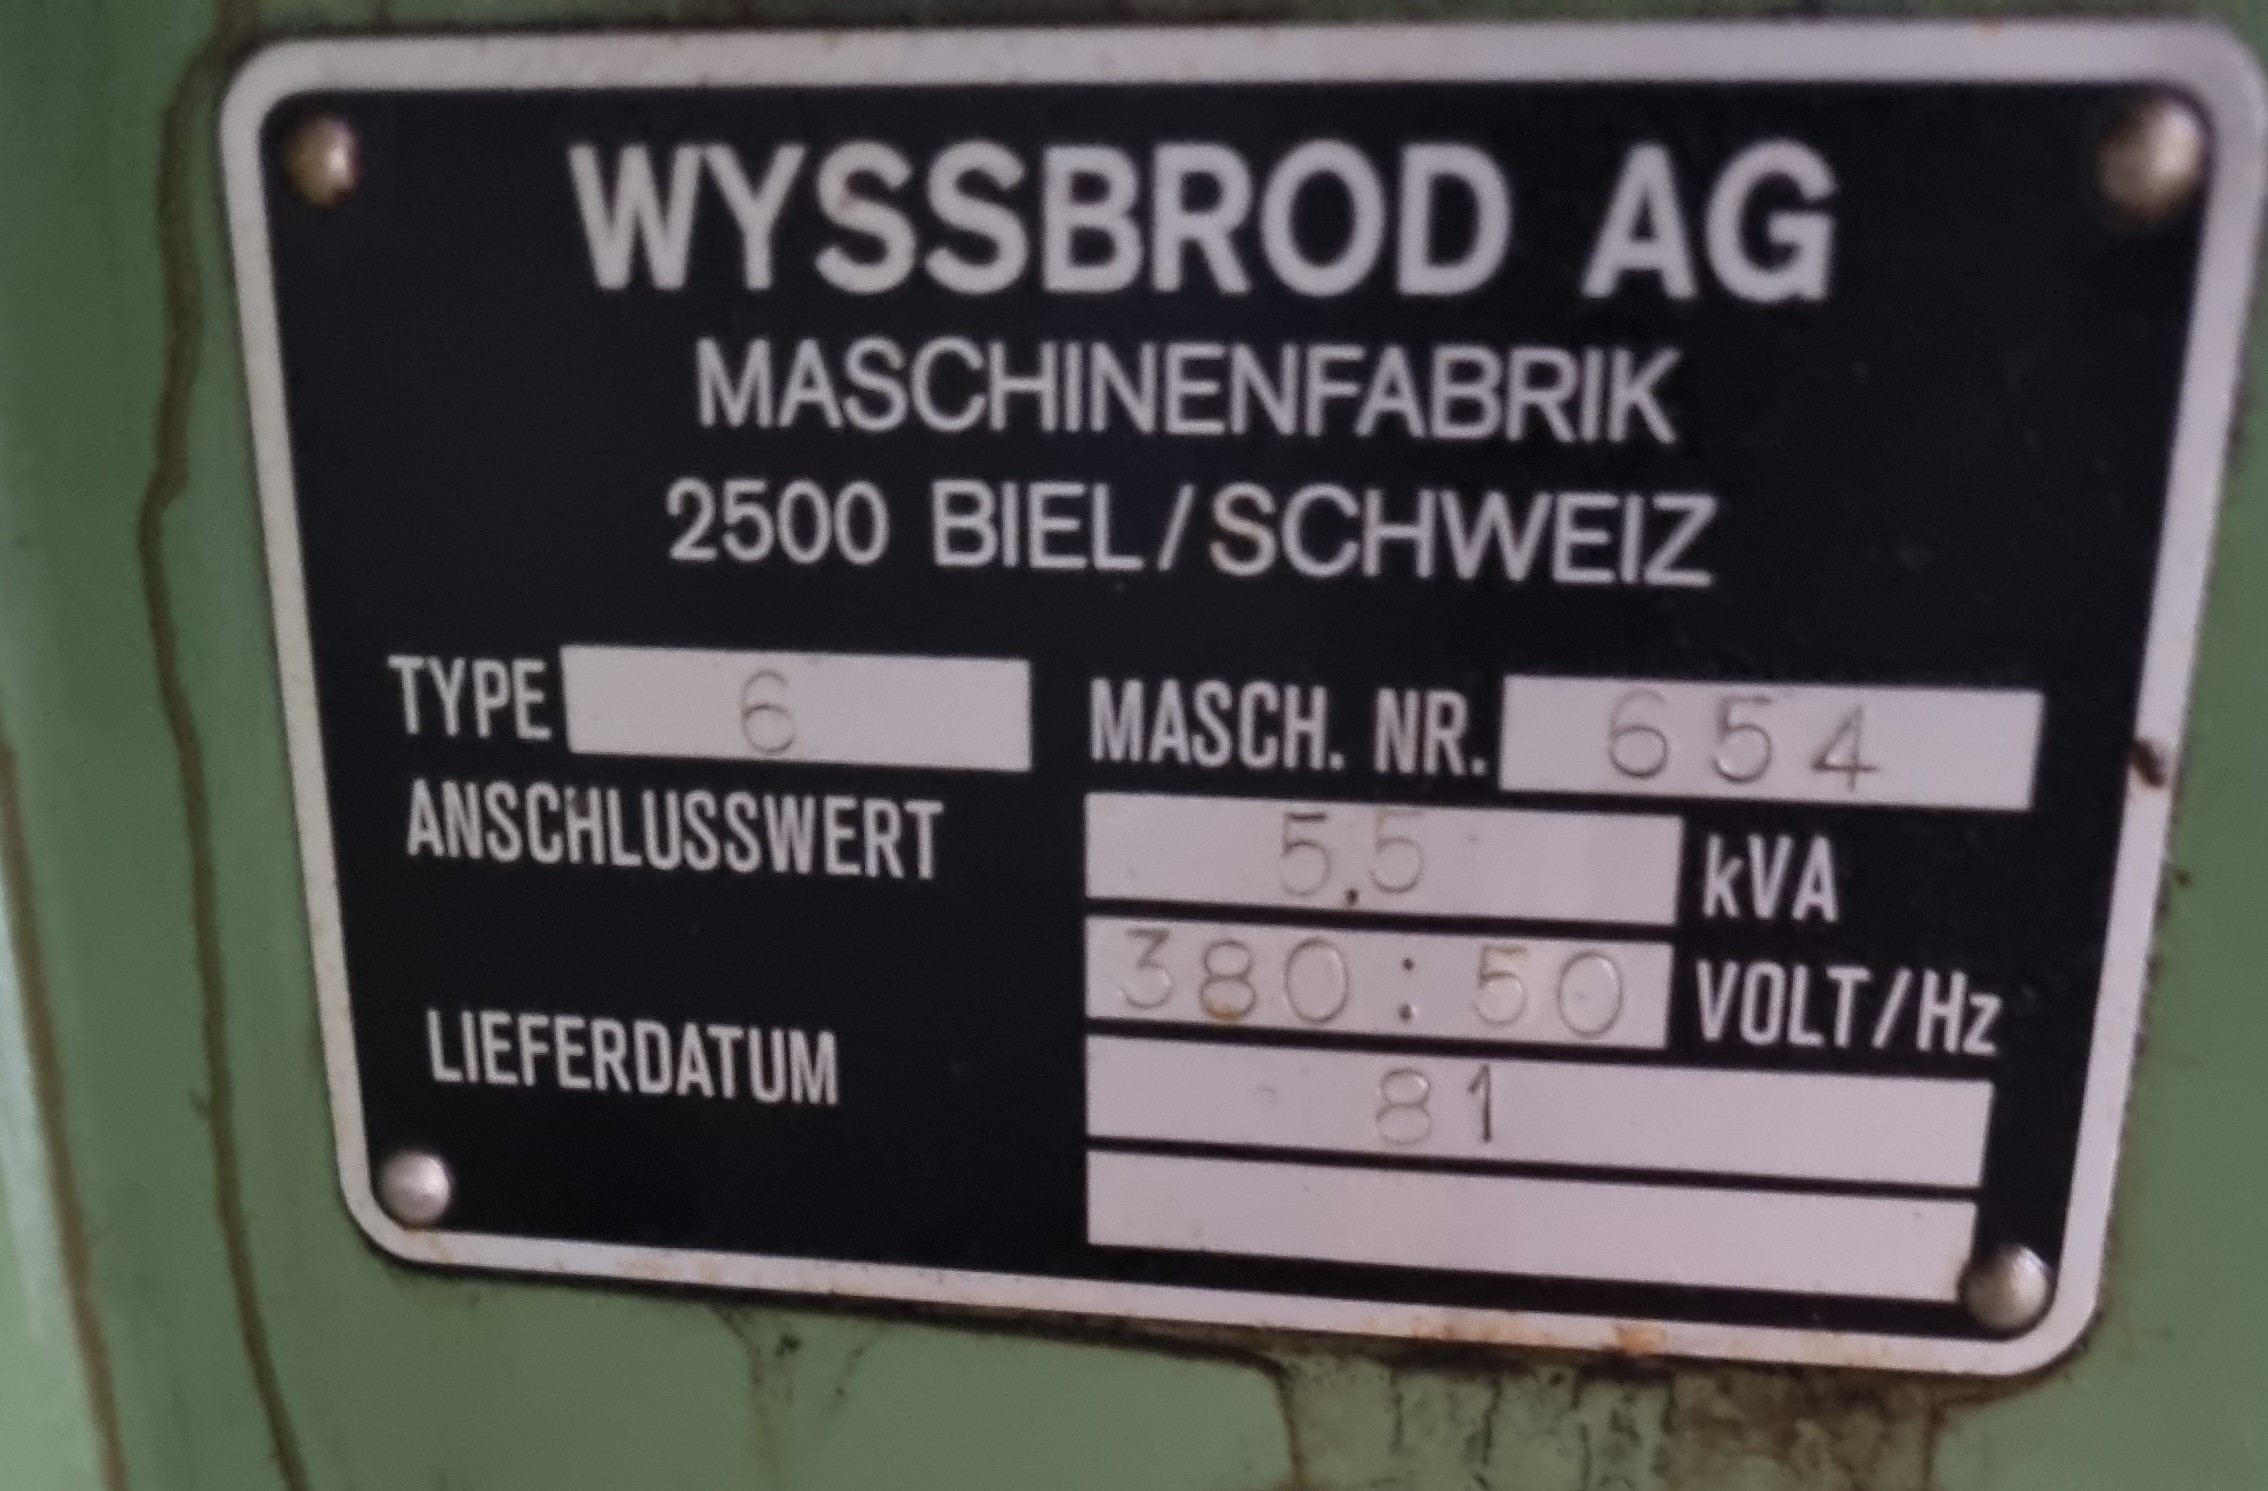 WYSSBROD AG
MASCHINENFABRIK
2500 BIEL/SCHWEIZ
TYPE 6 MASCH. NR. 654
ANSCHLUSSWERT 5,5 kVA
380:50 VOLT/Hz
LIEFERDATUM 81